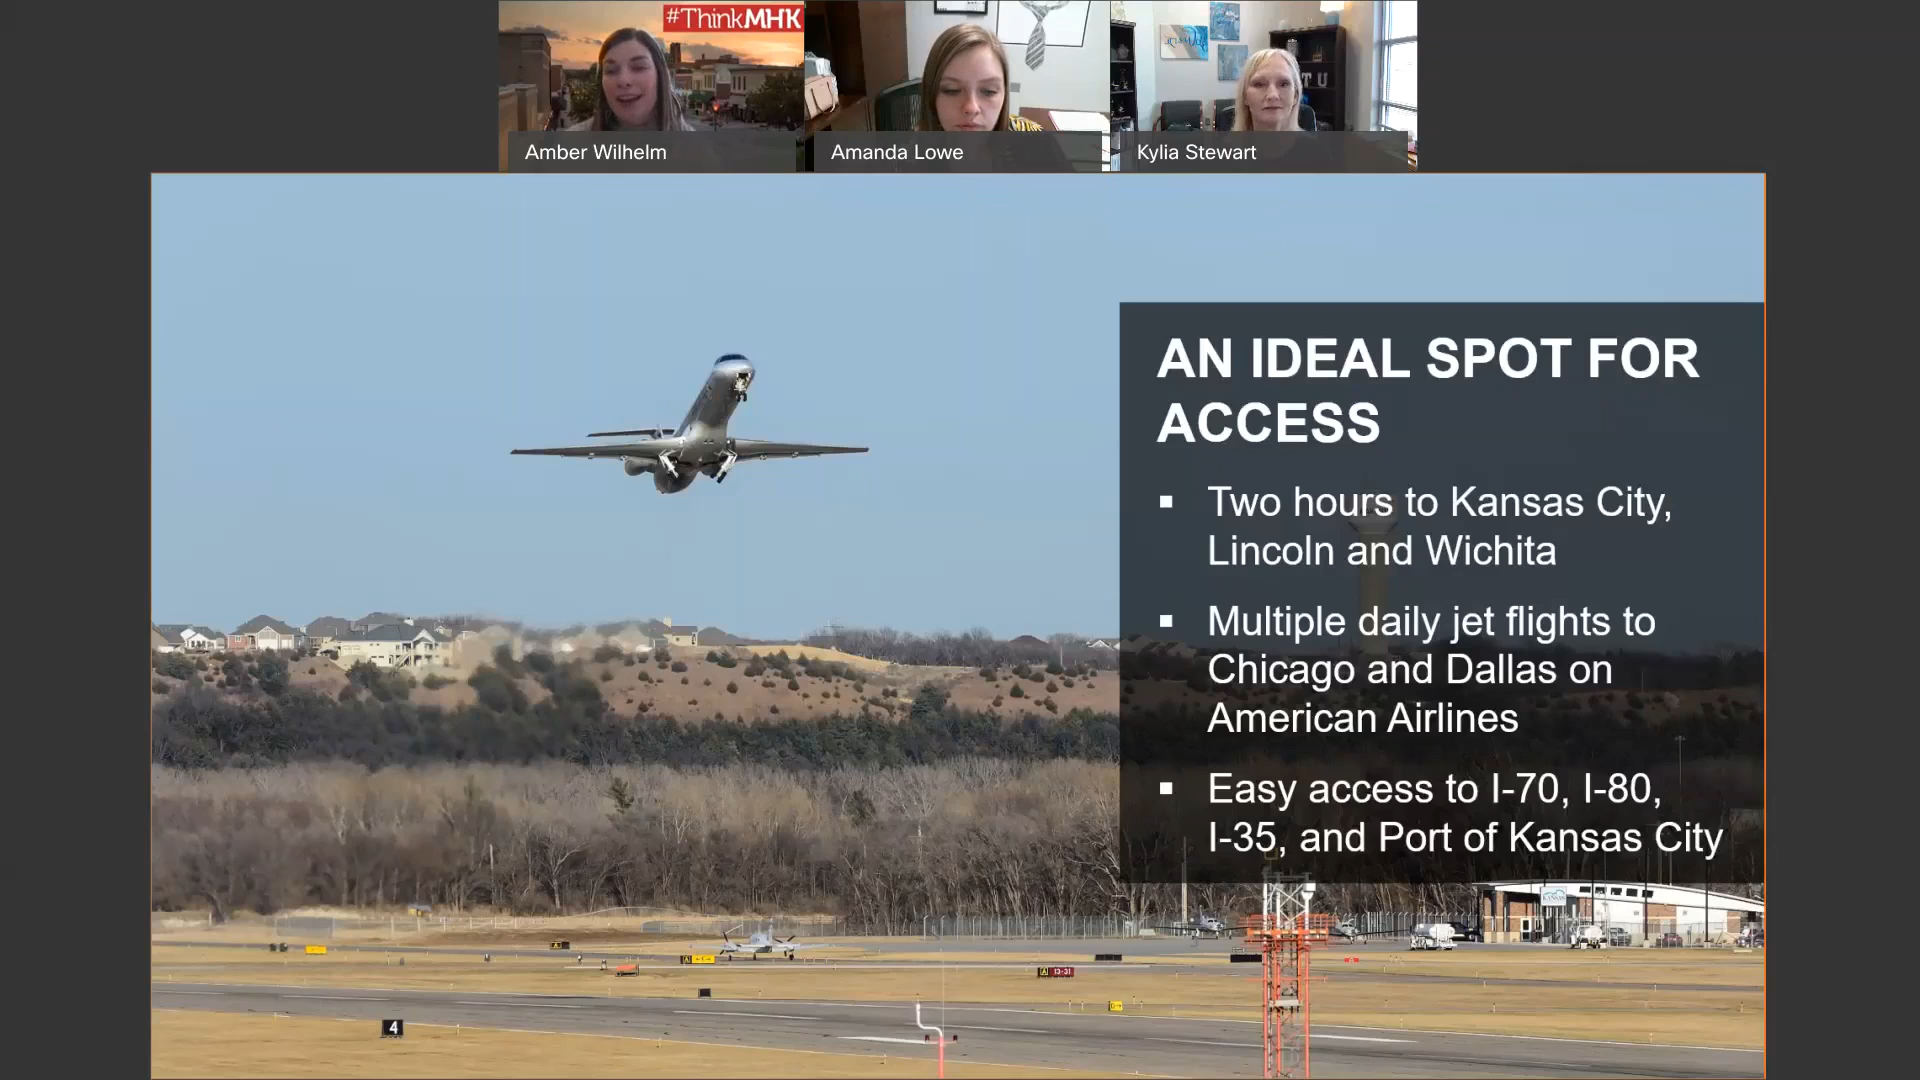 #ThinkMHK
Amber Wilhelm
Amanda Lowe
Kylia Stewart
T U
AN IDEAL SPOT FOR
ACCESS
▪ Two hours to Kansas City,
Lincoln and Wichita
▪ Multiple daily jet flights to
Chicago and Dallas on
American Airlines
▪ Easy access to I-70, I-80,
I-35, and Port of Kansas City
A 13-31
4